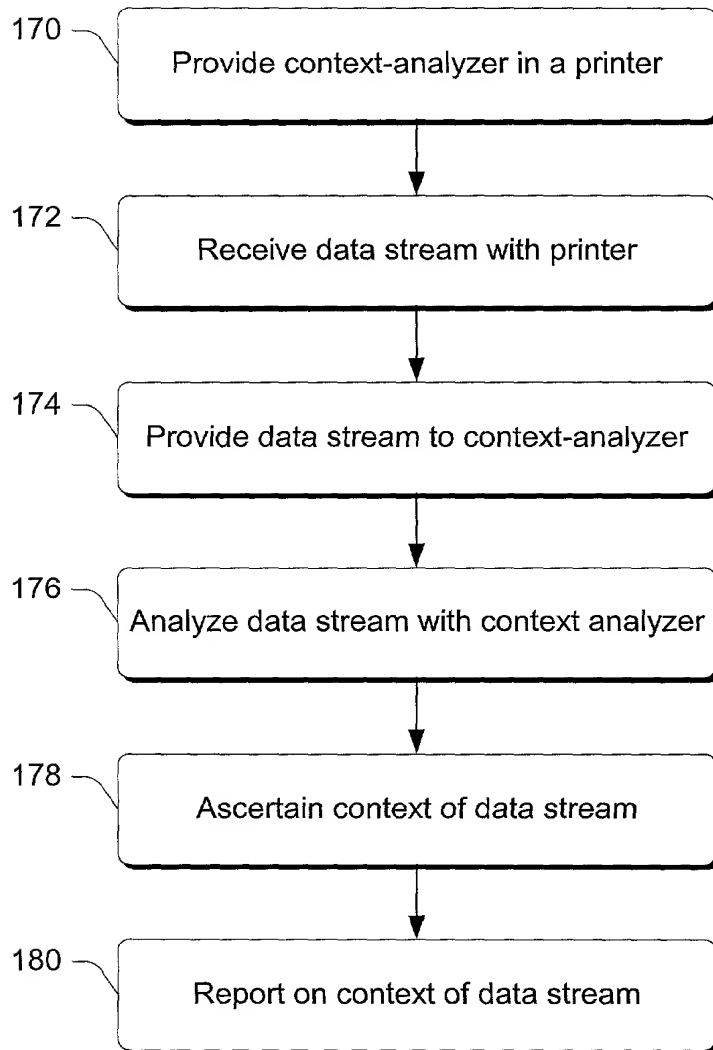 170
Provide context-analyzer in a printer
172
Receive data stream with printer
174
Provide data stream to context-analyzer
176
Analyze data stream with context analyzer
178
Ascertain context of data stream
180
Report on context of data stream